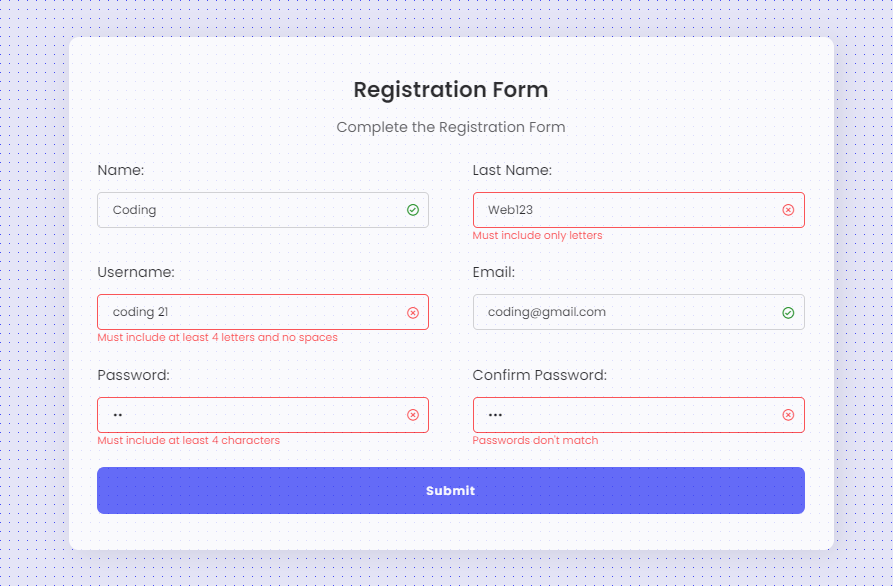 Registration Form
Complete the Registration Form
Name:
Last Name:
Coding
Web123
Must include only letters
Username:
Email:
coding 21
coding@gmail.com
Must include at least 4 letters and no spaces
Password:
Confirm Password:
••
•••
Must include at least 4 characters
Passwords don't match
Submit